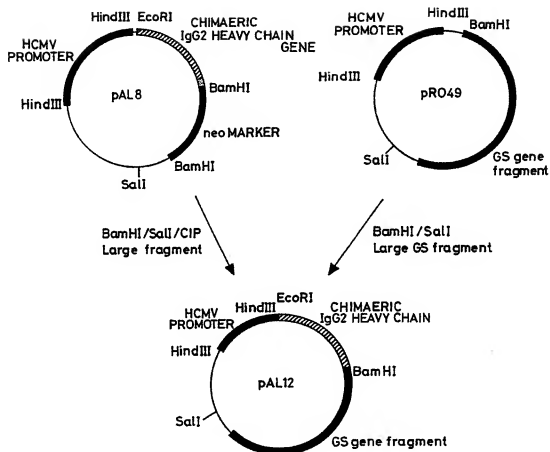 HindIII EcoRI
CHIMAERIC
IgG2 HEAVY CHAIN
GENE
HCMV
PROMOTER
HindIII
BamHI
pAL8
neo MARKER
BamHI
SalI
HindIII
BamHI
HCMV
PROMOTER
HindIII
pRO49
SalI
GS gene
fragment
BamHI/SalI/CIP
Large fragment
BamHI/SalI
Large GS fragment
EcoRI
HindIII
CHIMAERIC
IgG2 HEAVY CHAIN
HCMV
PROMOTER
HindIII
BamHI
pAL12
SalI
GS gene fragment